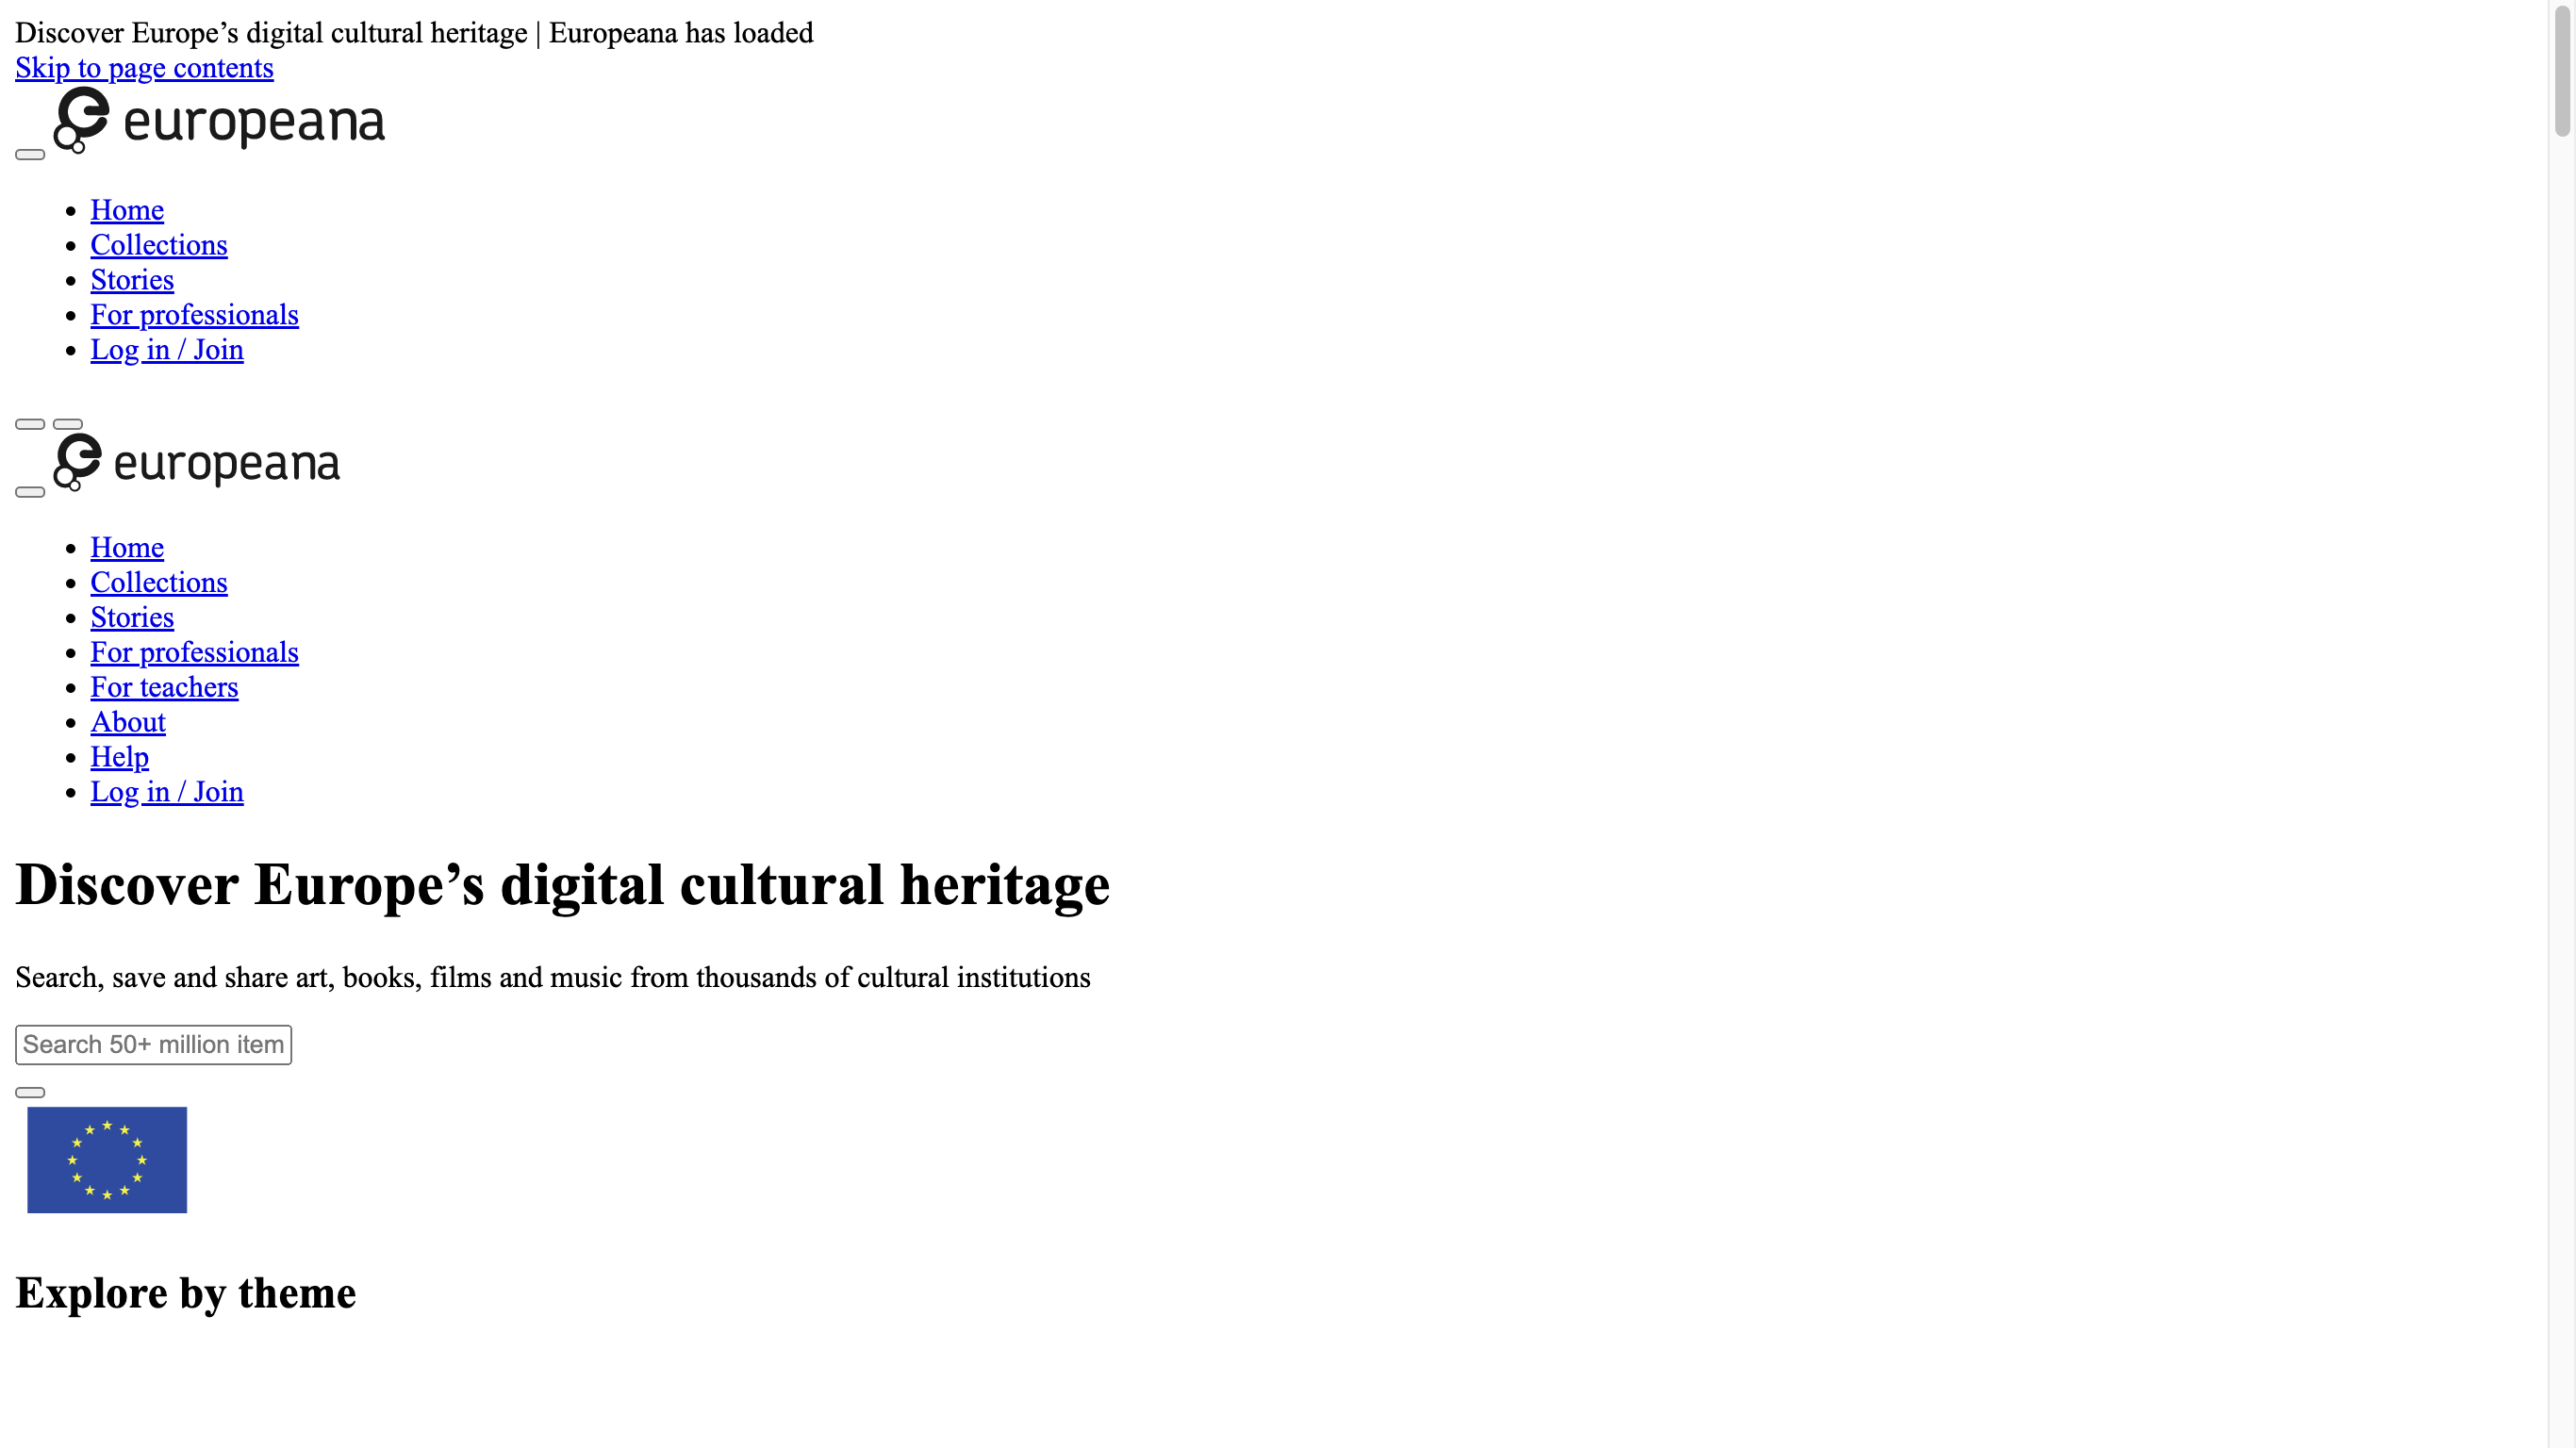 Discover Europe’s digital cultural heritage | Europeana has loaded
Skip to page contents
europeana
Home
Collections
Stories
For professionals
Log in / Join
europeana
Home
Collections
Stories
For professionals
For teachers
About
Help
Log in / Join
Discover Europe’s digital cultural heritage
Search, save and share art, books, films and music from thousands of cultural institutions
Search 50+ million item
Explore by theme